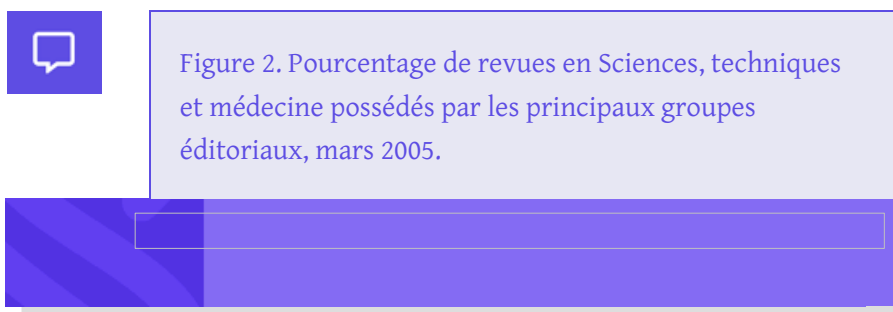 Figure 2. Pourcentage de revues en Sciences, techniques
et médecine possédés par les principaux groupes
éditoriaux, mars 2005.